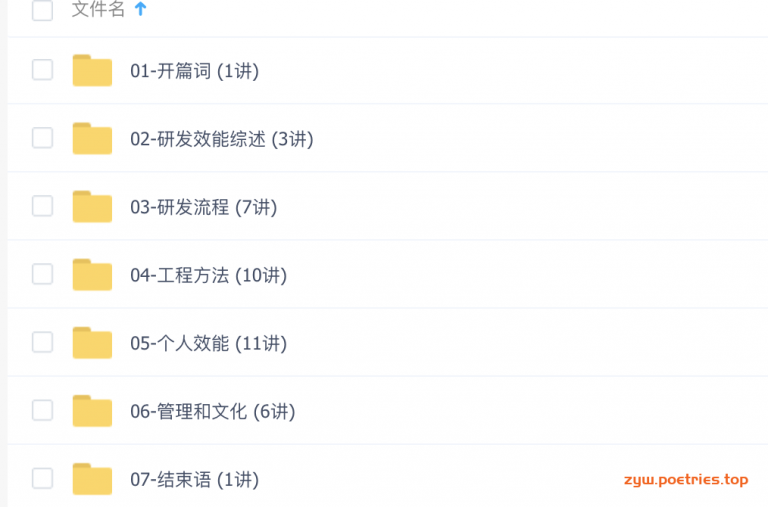 文件名
01-开篇词 (1讲)
02-研发效能综述 (3讲)
03-研发流程 (7讲)
04-工程方法 (10讲)
05-个人效能 (11讲)
06-管理和文化 (6讲)
07-结束语 (1讲)
zyw.poetries.top